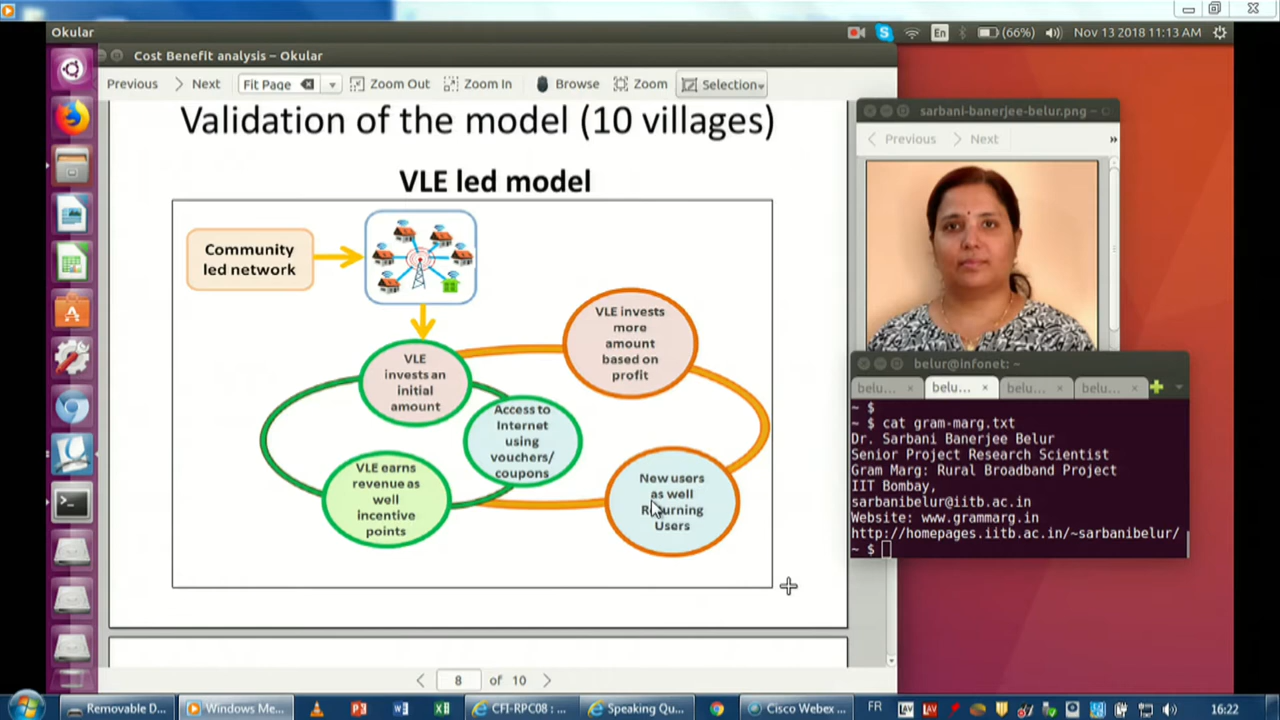 Okular
En
(66%)
Nov 13 2018 11:13 AM
Cost Benefit analysis – Okular
Previous
Next
Fit Page
Zoom Out
Zoom In
Browse
Zoom
Selection
Validation of the model (10 villages)
VLE led model
Community
led network
VLE
invests an
initial
amount
VLE invests
more
amount
based on
profit
Access to
Internet
using
vouchers/
coupons
VLE earns
revenue as
well
incentive
points
New users
as well
Returning
Users
8 of 10
sarbani-banerjee-belur.png
Previous
Next
»
belur@infonet: ~
belu...
belu...
belu...
belu...
~ $
~ $ cat gram-marg.txt
Dr. Sarbani Banerjee Belur
Senior Project Research Scientist
Gram Marg: Rural Broadband Project
IIT Bombay,
sarbanibelur@iitb.ac.in
Website: www.grammarg.in
http://homepages.iitb.ac.in/~sarbanibelur/
~ $
Removable D...
Windows Me...
CFI-RPC08 : ...
Speaking Qu...
Cisco Webex ...
FR
LAV
LAV
16:22